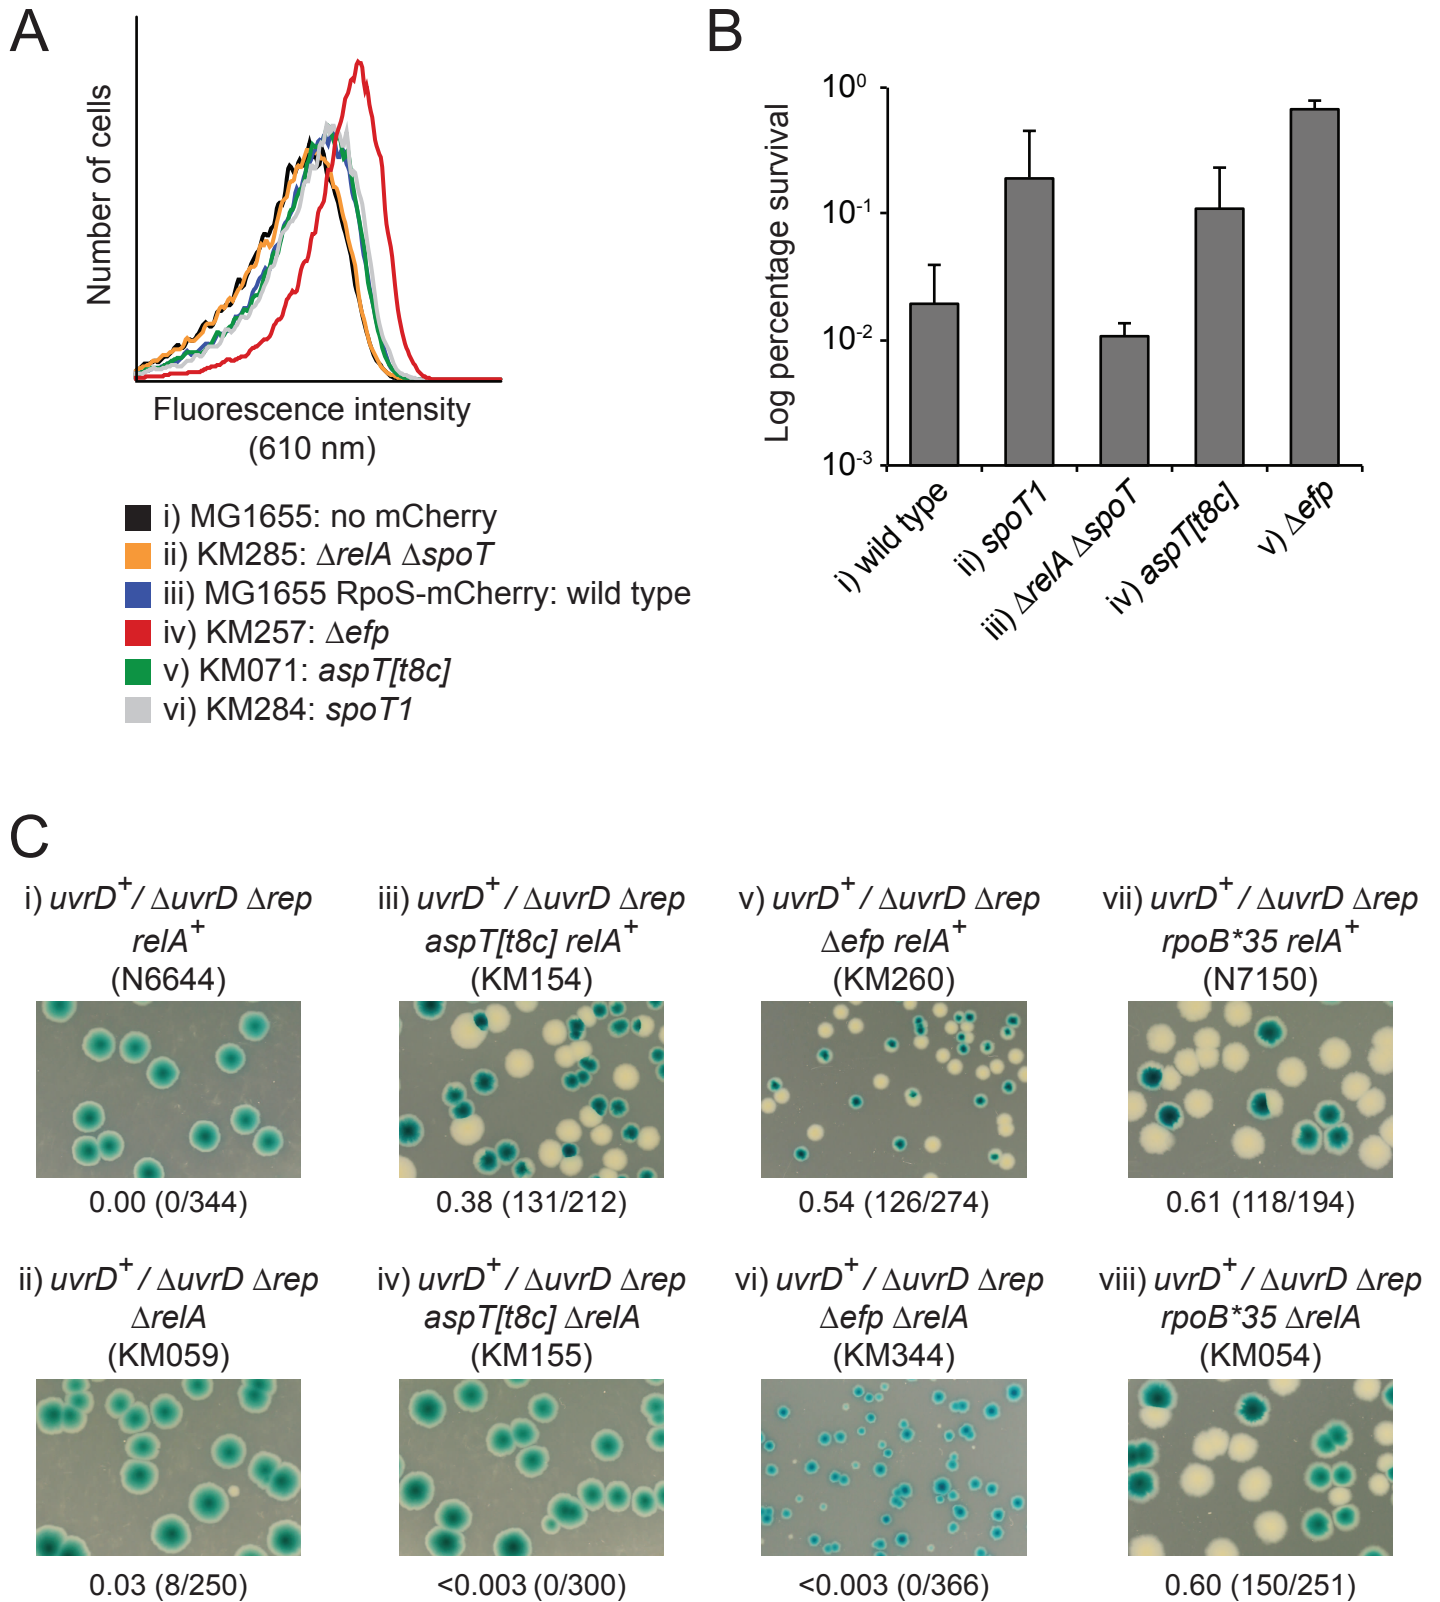 A
Number of cells
Fluorescence intensity
(610 nm)
i) MG1655: no mCherry
ii) KM285: ΔrelA ΔspoT
iii) MG1655 RpoS-mCherry: wild type
iv) KM257: Δefp
v) KM071: aspT[t8c]
vi) KM284: spoT1
B
Log percentage survival
10⁰
10⁻¹
10⁻²
10⁻³
i) wild type
ii) spoT1
iii) ΔrelA ΔspoT
iv) aspT[t8c]
v) Δefp
C
i) uvrD⁺/ ΔuvrD Δrep
relA⁺
(N6644)
0.00 (0/344)
iii) uvrD⁺/ ΔuvrD Δrep
aspT[t8c] relA⁺
(KM154)
0.38 (131/212)
v) uvrD⁺/ ΔuvrD Δrep
Δefp relA⁺
(KM260)
0.54 (126/274)
vii) uvrD⁺/ ΔuvrD Δrep
rpoB*35 relA⁺
(N7150)
0.61 (118/194)
ii) uvrD⁺/ ΔuvrD Δrep
ΔrelA
(KM059)
0.03 (8/250)
iv) uvrD⁺/ ΔuvrD Δrep
aspT[t8c] ΔrelA
(KM155)
<0.003 (0/300)
vi) uvrD⁺/ ΔuvrD Δrep
Δefp ΔrelA
(KM344)
<0.003 (0/366)
viii) uvrD⁺/ ΔuvrD Δrep
rpoB*35 ΔrelA
(KM054)
0.60 (150/251)